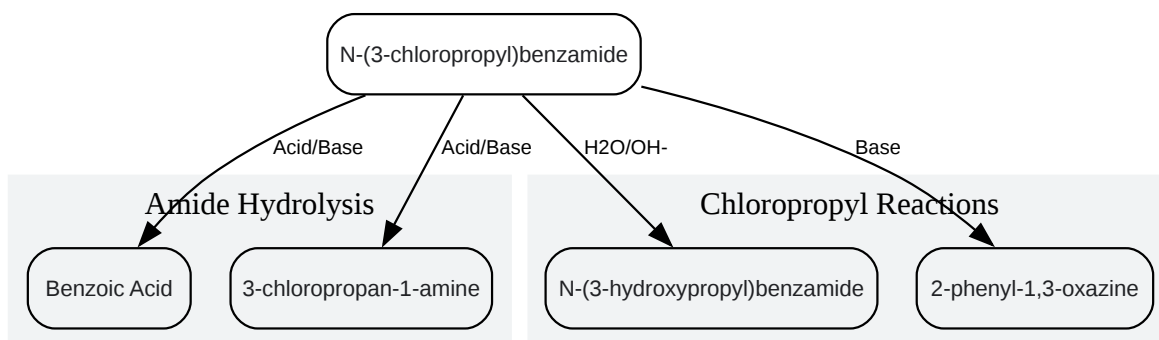 N-(3-chloropropyl)benzamide
Acid/Base
Acid/Base
H2O/OH-
Base
Amide Hydrolysis
Chloropropyl Reactions
Benzoic Acid
3-chloropropan-1-amine
N-(3-hydroxypropyl)benzamide
2-phenyl-1,3-oxazine